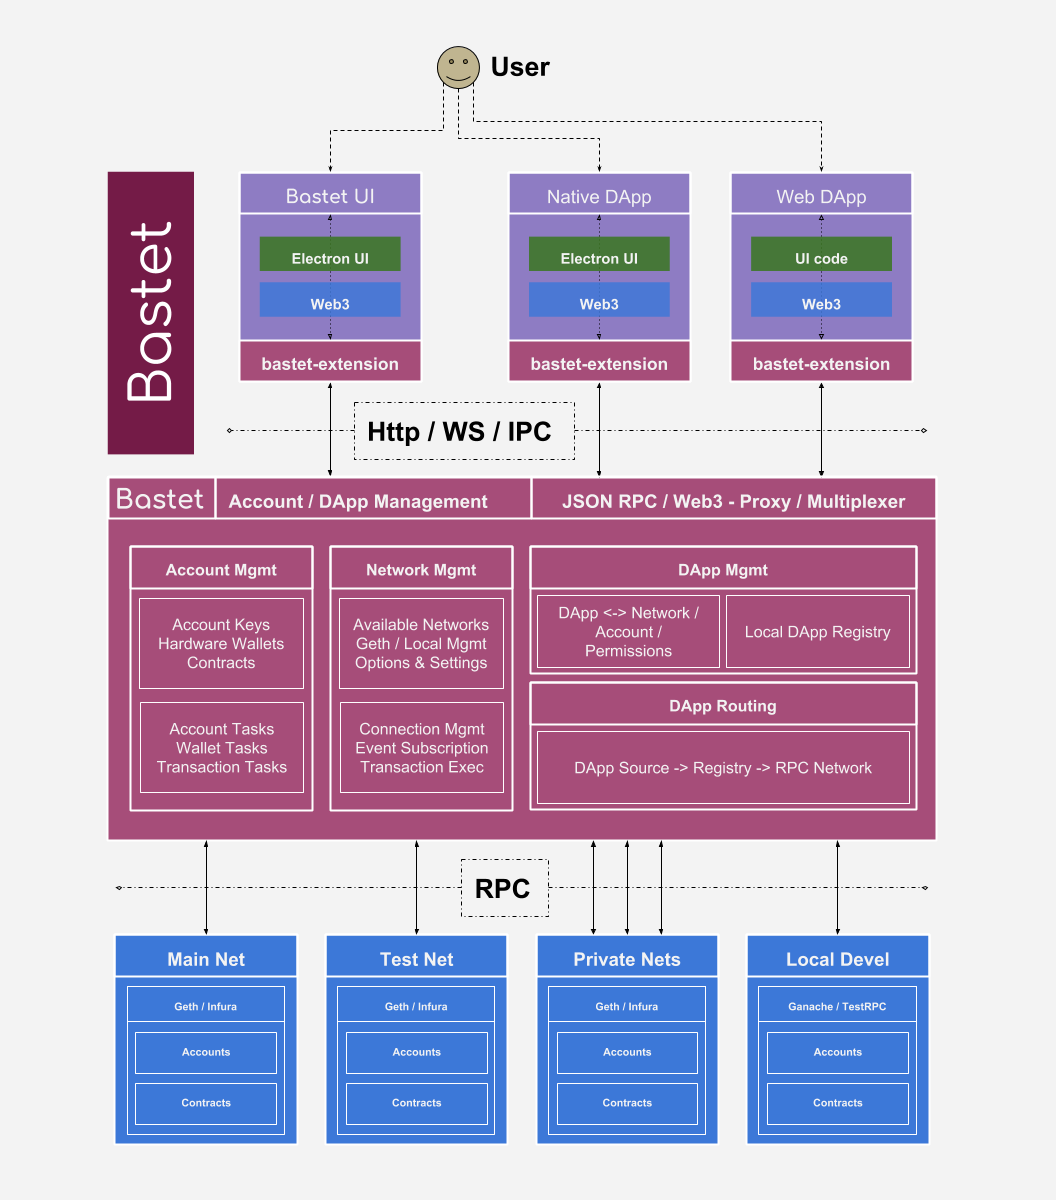 User
Bastet
Bastet UI
Electron UI
Web3
bastet-extension
Native DApp
Electron UI
Web3
bastet-extension
Web DApp
UI code
Web3
bastet-extension
Http / WS / IPC
Bastet
Account / DApp Management
JSON RPC / Web3 - Proxy / Multiplexer
Account Mgmt
Account Keys
Hardware Wallets
Contracts
Account Tasks
Wallet Tasks
Transaction Tasks
Network Mgmt
Available Networks
Geth / Local Mgmt
Options & Settings
Connection Mgmt
Event Subscription
Transaction Exec
DApp Mgmt
DApp <-> Network /
Account /
Permissions
Local DApp Registry
DApp Routing
DApp Source -> Registry -> RPC Network
RPC
Main Net
Geth / Infura
Accounts
Contracts
Test Net
Geth / Infura
Accounts
Contracts
Private Nets
Geth / Infura
Accounts
Contracts
Local Devel
Ganache / TestRPC
Accounts
Contracts